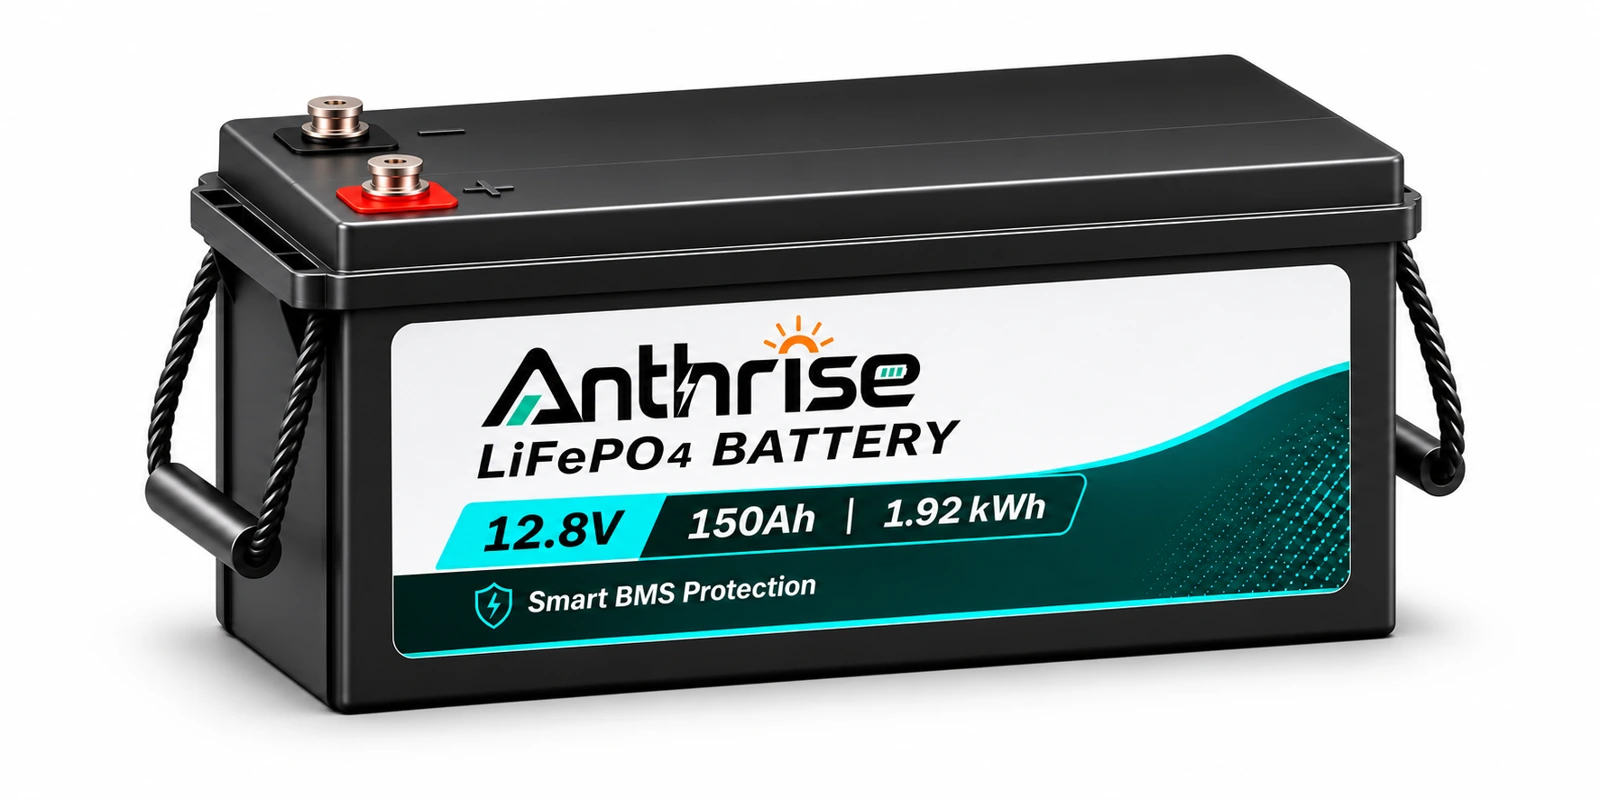 −
+
Anthrise
LiFePO4 BATTERY
12.8V 150Ah | 1.92 kWh
Smart BMS Protection